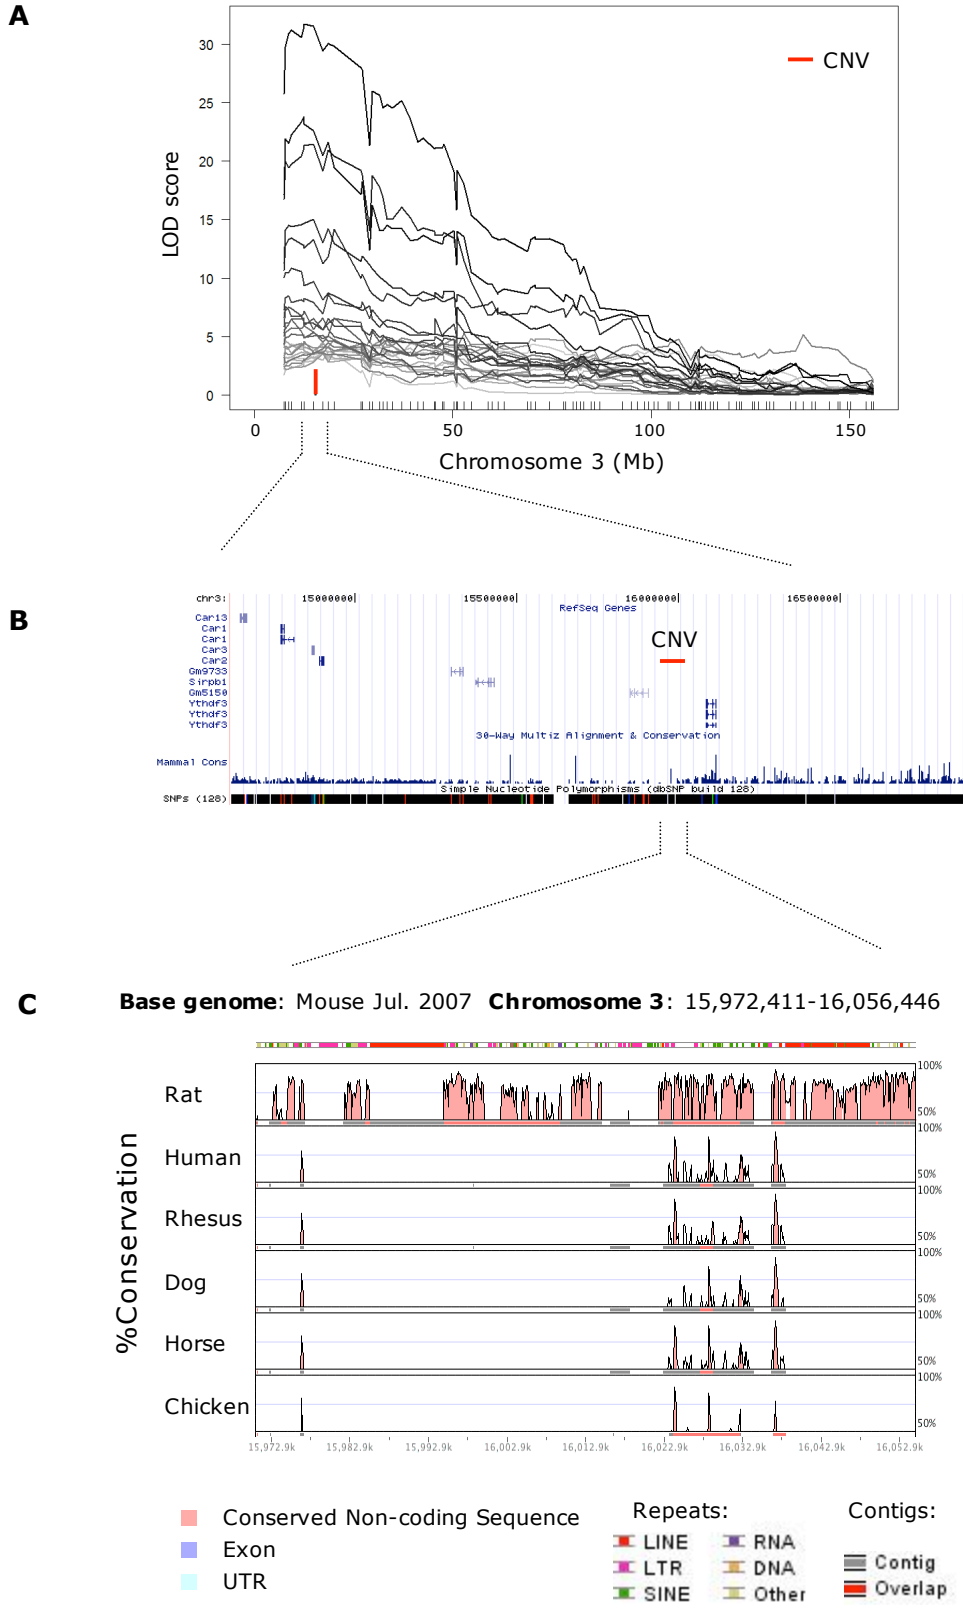 A
LOD score
30
25
20
15
10
5
0
CNV
0 50 100 150
Chromosome 3 (Mb)
B
chr3: 15000000 15500000 16000000 16500000
RefSeq Genes
Car13
Car1
Car1
Car3
Car2
Gm9733
Sirpb1
Gm5150
Ythdf3
Ythdf3
Ythdf3
CNV
30-Way Multiz Alignment & Conservation
Mammal Cons
Simple Nucleotide Polymorphisms (dbSNP build 128)
SNPs (128)
C
Base genome: Mouse Jul. 2007 Chromosome 3: 15,972,411-16,056,446
%Conservation
Rat 100% 50%
Human 100% 50%
Rhesus 100% 50%
Dog 100% 50%
Horse 100% 50%
Chicken 100% 50%
15,972.9k 15,982.9k 15,992.9k 16,002.9k 16,012.9k 16,022.9k 16,032.9k 16,042.9k 16,052.9k
Conserved Non-coding Sequence
Exon
UTR
Repeats:
LINE RNA
LTR DNA
SINE Other
Contigs:
Contig
Overlap